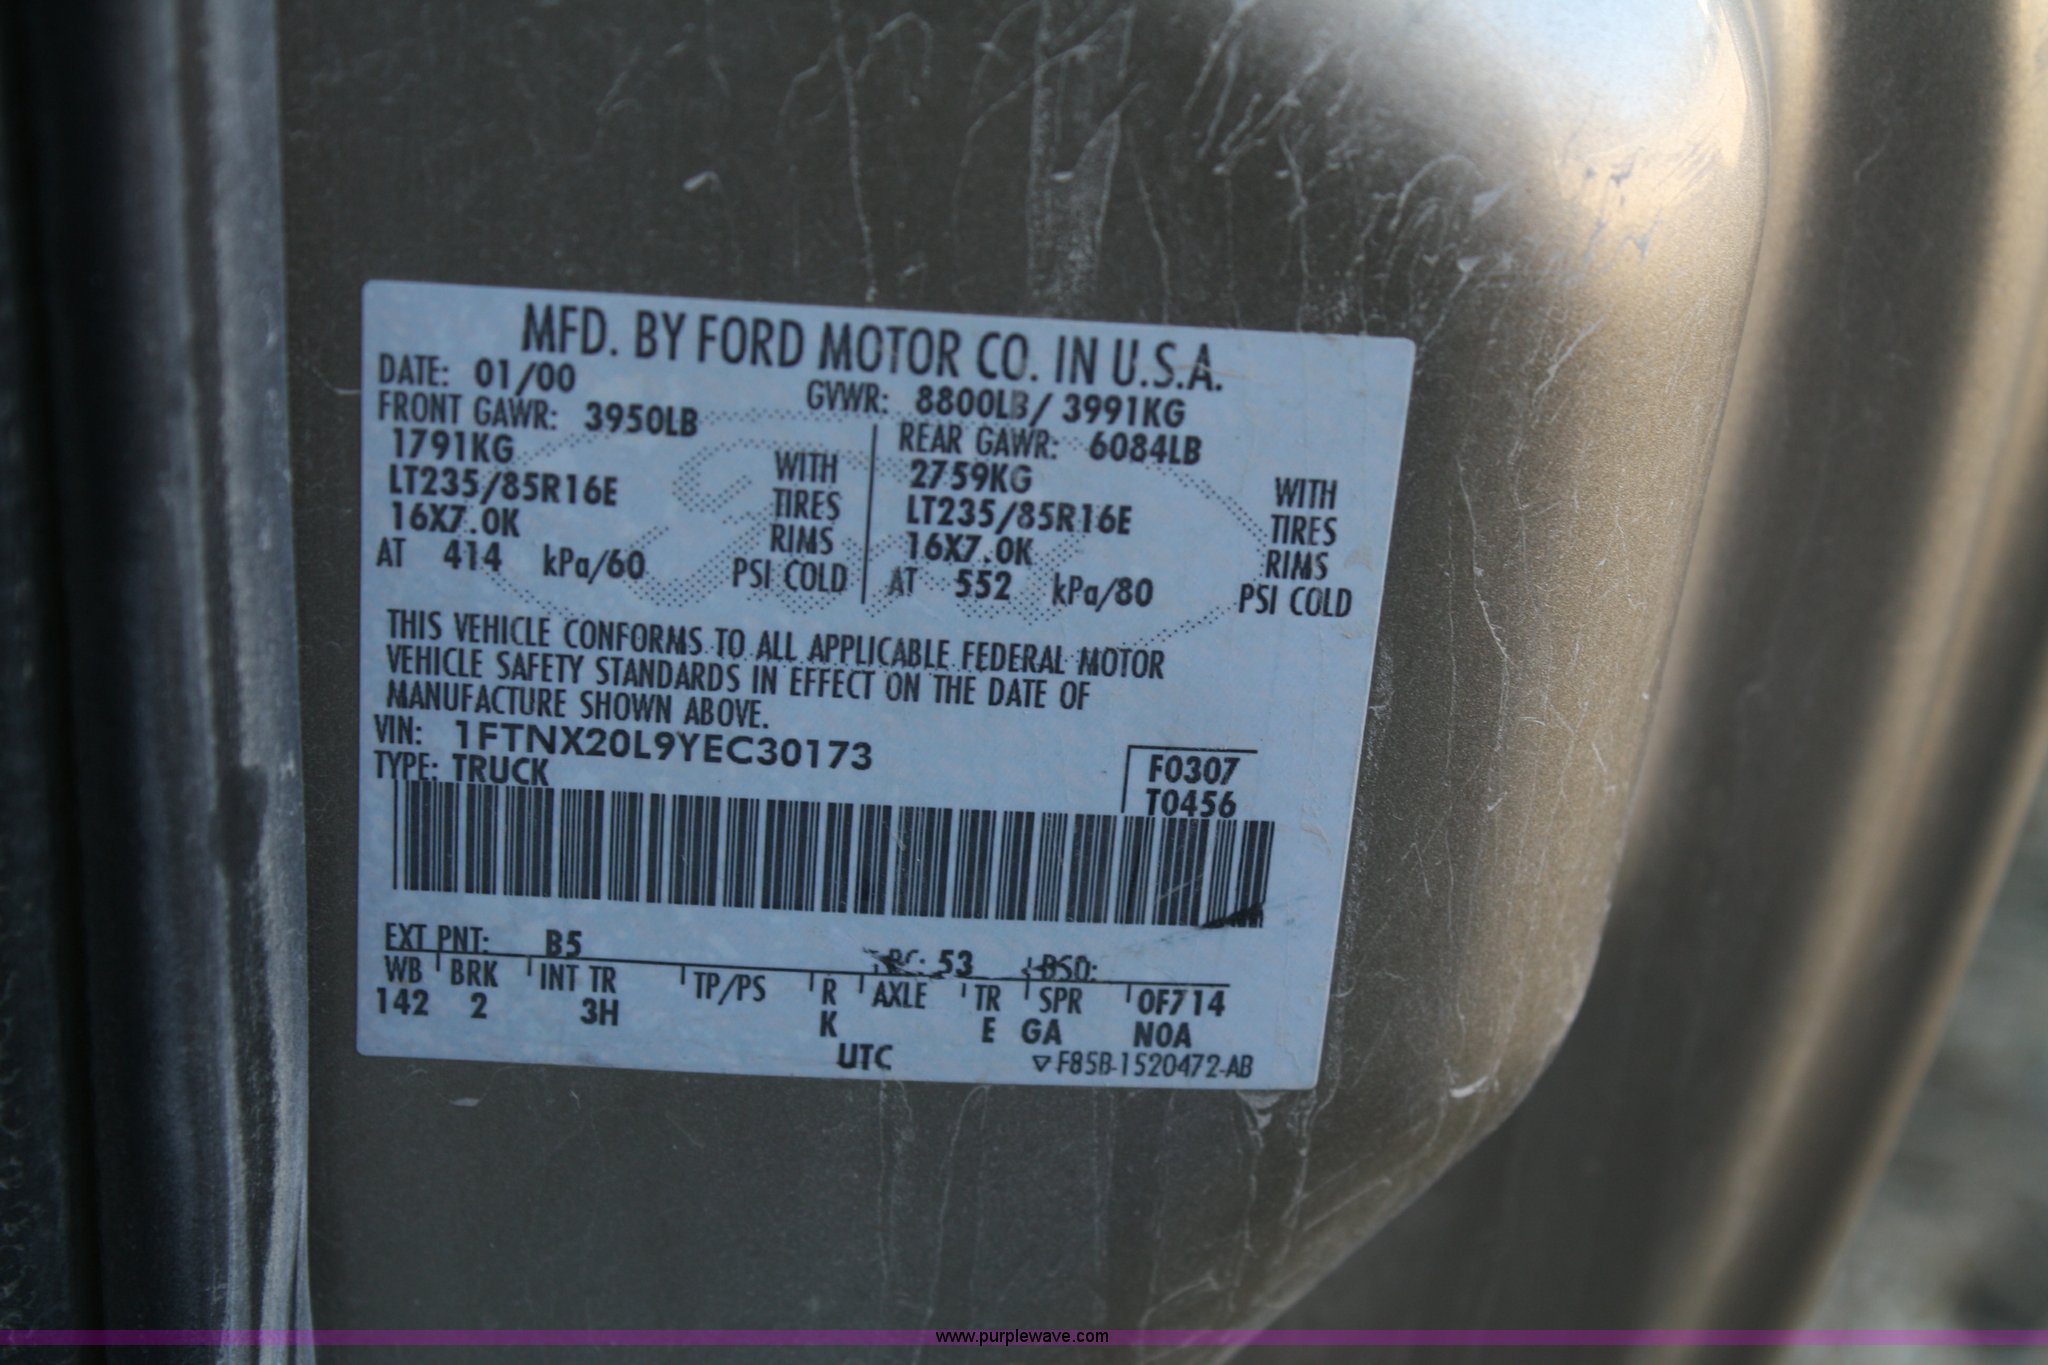 MFD. BY FORD MOTOR CO. IN U.S.A.
DATE: 01/00 GVWR: 8800LB/ 3991KG
FRONT GAWR: 3950LB REAR GAWR: 6084LB
1791KG WITH 2759KG WITH
LT235/85R16E TIRES LT235/85R16E TIRES
16X7.0K RIMS 16X7.0K RIMS
AT 414 kPa/60 PSI COLD AT 552 kPa/80 PSI COLD
THIS VEHICLE CONFORMS TO ALL APPLICABLE FEDERAL MOTOR
VEHICLE SAFETY STANDARDS IN EFFECT ON THE DATE OF
MANUFACTURE SHOWN ABOVE.
VIN: 1FTNX20L9YEC30173
TYPE: TRUCK
F0307
T0456
EXT PNT: B5 RC: 53 DSO:
WB BRK INT TR TP/PS R AXLE TR SPR 0F714
142 2 3H K E GA N0A
UTC F85B-1520472-AB
www.purplewave.com